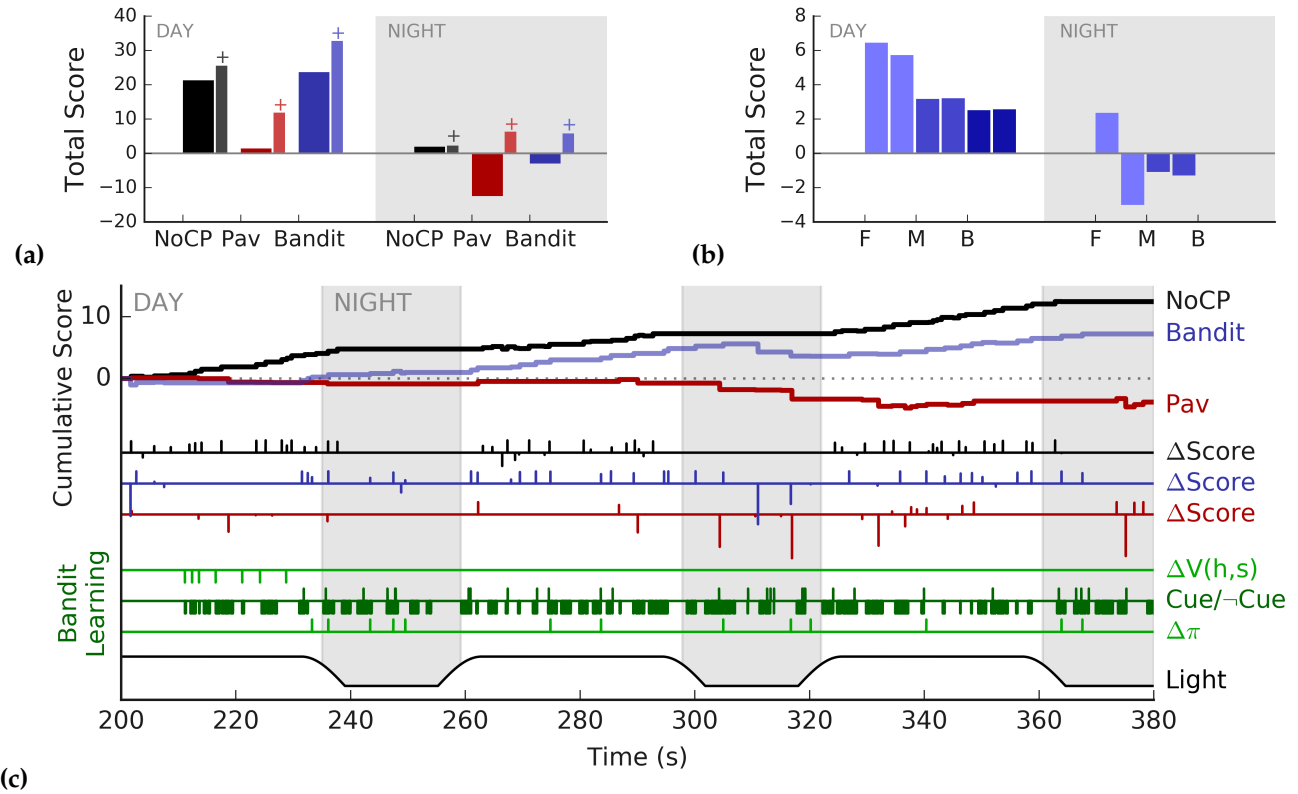 40
30
20
10
0
−10
−20
Total Score
DAY
NIGHT
+
+
+
+
+
+
NoCP Pav Bandit
NoCP Pav Bandit
(a)
8
6
4
2
0
−2
−4
Total Score
DAY
NIGHT
F M B
F M B
(b)
Cumulative Score
10
0
DAY
NIGHT
NoCP
Bandit
Pav
ΔScore
ΔScore
ΔScore
Bandit
Learning
ΔV(h,s)
Cue/¬Cue
Δπ
Light
200 220 240 260 280 300 320 340 360 380
Time (s)
(c)